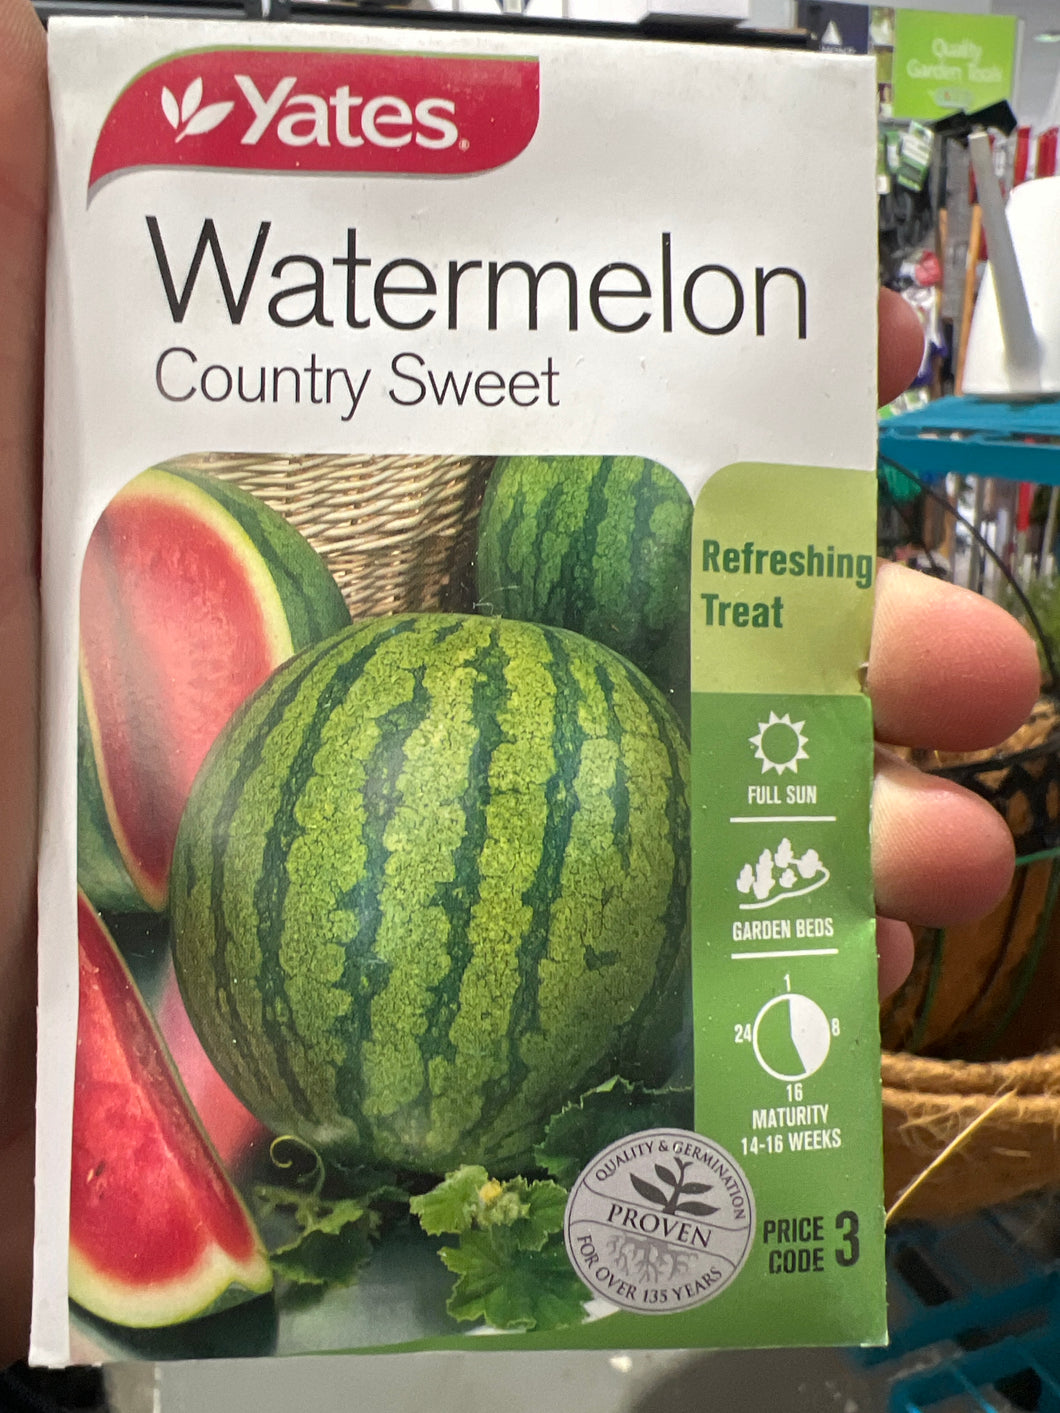 Quality
Garden Tools
Yates
Watermelon
Country Sweet
Refreshing
Treat
FULL SUN
GARDEN BEDS
1
24
8
16
MATURITY
14-16 WEEKS
QUALITY & GERMINATION
PROVEN
FOR OVER 135 YEARS
PRICE
CODE 3